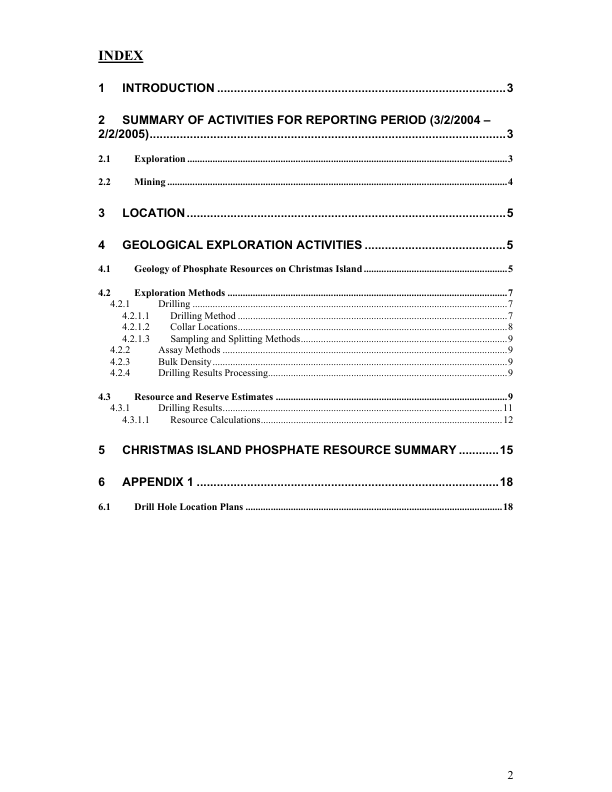 INDEX
1 INTRODUCTION ...................................................................................... 3
2 SUMMARY OF ACTIVITIES FOR REPORTING PERIOD (3/2/2004 –
2/2/2005).......................................................................................................... 3
2.1 Exploration ............................................................................................................................. 3
2.2 Mining ..................................................................................................................................... 4
3 LOCATION............................................................................................... 5
4 GEOLOGICAL EXPLORATION ACTIVITIES .......................................... 5
4.1 Geology of Phosphate Resources on Christmas Island ........................................................ 5
4.2 Exploration Methods ............................................................................................................. 7
4.2.1 Drilling ............................................................................................................................. 7
4.2.1.1 Drilling Method ........................................................................................................... 7
4.2.1.2 Collar Locations........................................................................................................... 8
4.2.1.3 Sampling and Splitting Methods.................................................................................. 9
4.2.2 Assay Methods ................................................................................................................. 9
4.2.3 Bulk Density..................................................................................................................... 9
4.2.4 Drilling Results Processing............................................................................................... 9
4.3 Resource and Reserve Estimates ........................................................................................... 9
4.3.1 Drilling Results............................................................................................................... 11
4.3.1.1 Resource Calculations................................................................................................ 12
5 CHRISTMAS ISLAND PHOSPHATE RESOURCE SUMMARY ............ 15
6 APPENDIX 1 .......................................................................................... 18
6.1 Drill Hole Location Plans .................................................................................................... 18
2